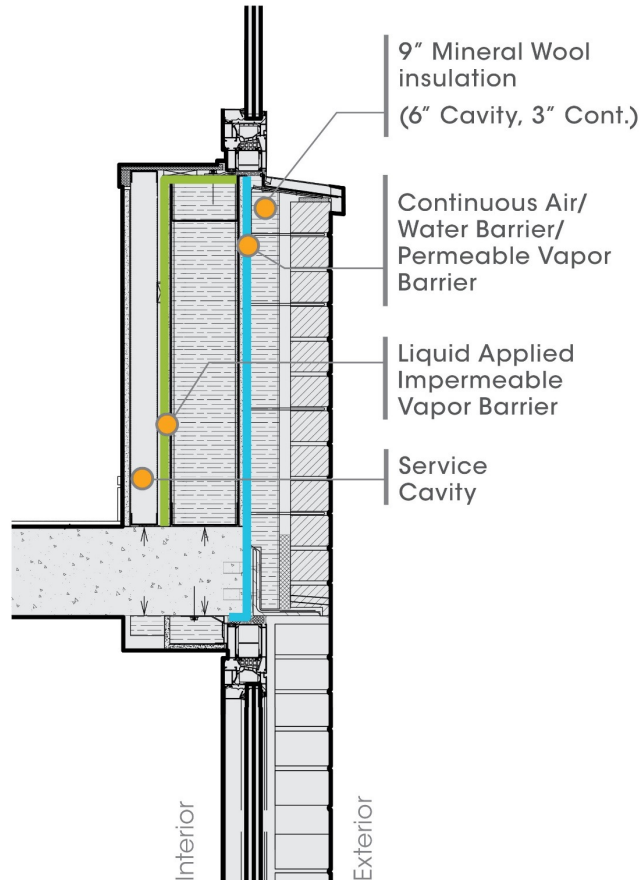 9” Mineral Wool
insulation
(6” Cavity, 3” Cont.)
Continuous Air/
Water Barrier/
Permeable Vapor
Barrier
Liquid Applied
Impermeable
Vapor Barrier
Service
Cavity
Interior
Exterior